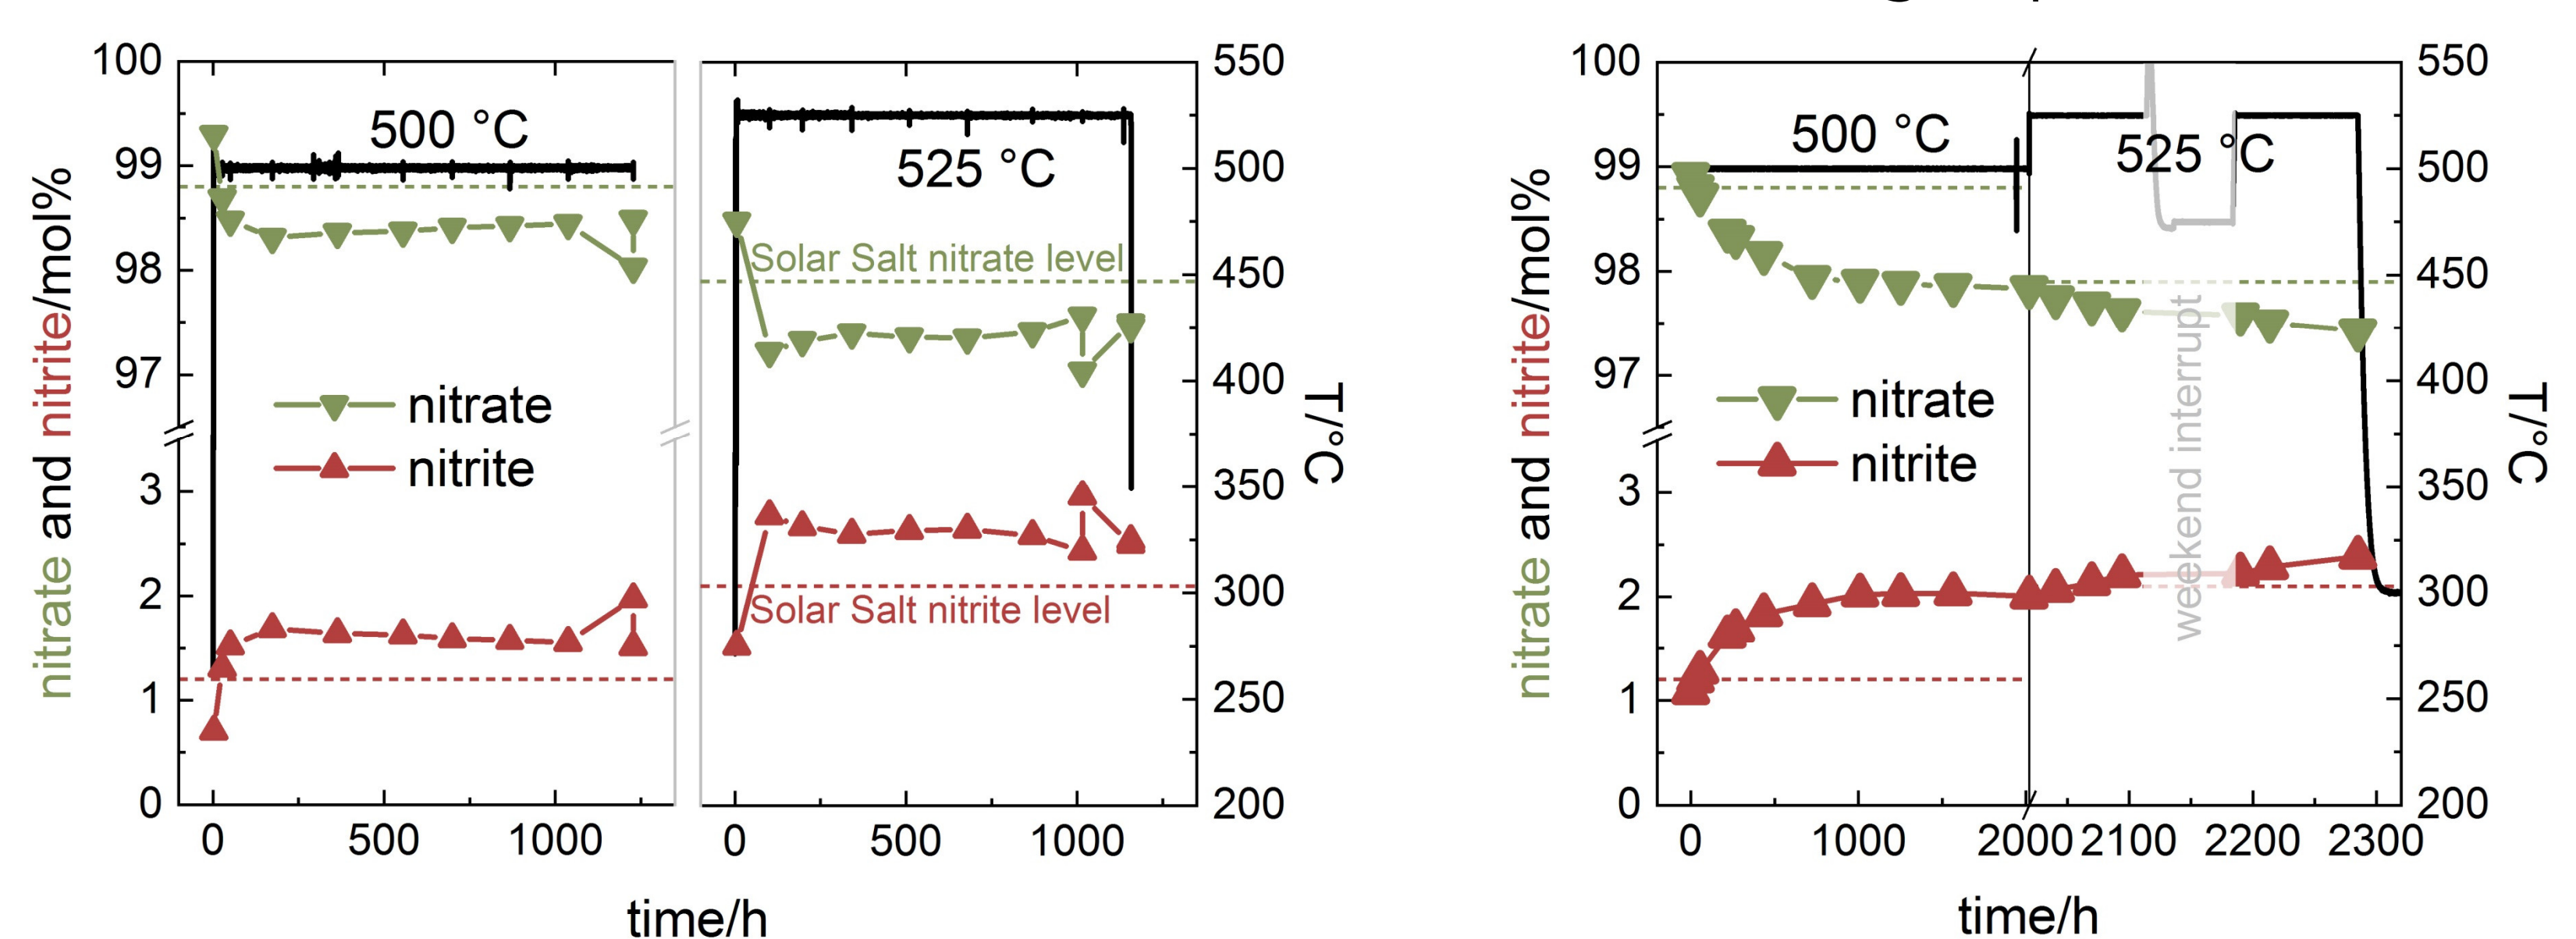 100
99
98
97
3
2
1
0
nitrate and nitrite/mol%
500 °C
nitrate
nitrite
0 500 1000
525 °C
Solar Salt nitrate level
Solar Salt nitrite level
0 500 1000
550
500
450
400
350
300
250
200
T/°C
time/h
100
99
98
97
3
2
1
0
nitrate and nitrite/mol%
500 °C
525 °C
nitrate
nitrite
weekend interrupt
0 1000 2000 2100 2200 2300
550
500
450
400
350
300
250
200
T/°C
time/h